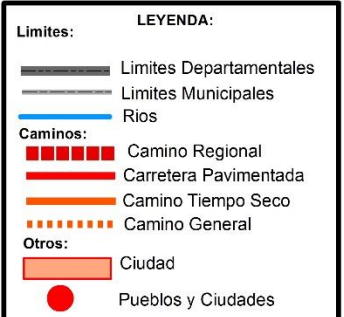 LEYENDA:
Limites:
Limites Departamentales
Limites Municipales
Rios
Caminos:
Camino Regional
Carretera Pavimentada
Camino Tiempo Seco
Camino General
Otros:
Ciudad
Pueblos y Ciudades